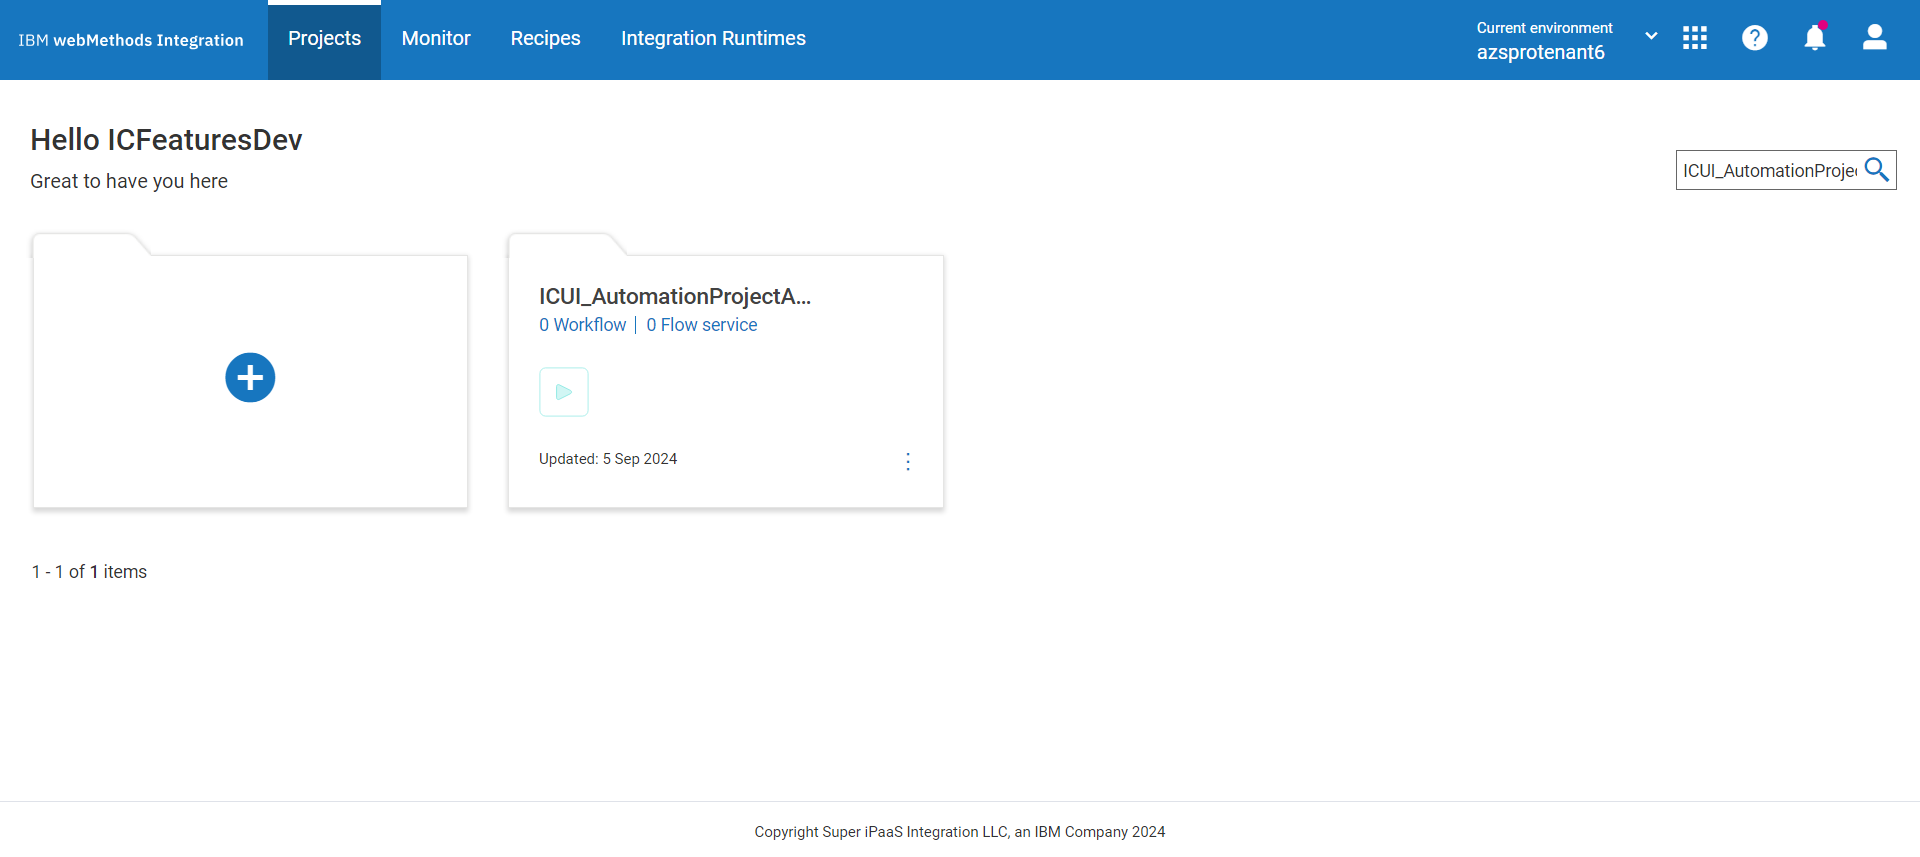 IBM webMethods Integration
Projects
Monitor
Recipes
Integration Runtimes
Current environment
azsprotenant6
Hello ICFeaturesDev
Great to have you here
ICUI_AutomationProje
ICUI_AutomationProjectA...
0 Workflow | 0 Flow service
Updated: 5 Sep 2024
1 - 1 of 1 items
Copyright Super iPaaS Integration LLC, an IBM Company 2024